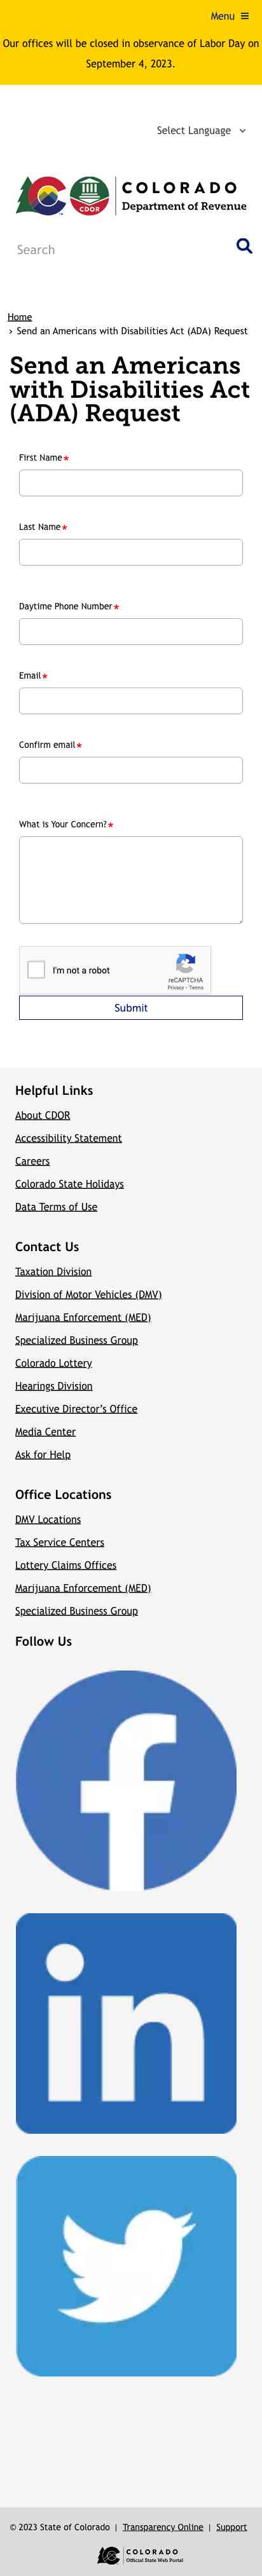 Menu
Our offices will be closed in observance of Labor Day on
September 4, 2023.
Select Language
COLORADO
Department of Revenue
CDOR
Search
Home
› Send an Americans with Disabilities Act (ADA) Request
Send an Americans
with Disabilities Act
(ADA) Request
First Name*
Last Name*
Daytime Phone Number*
Email*
Confirm email*
What is Your Concern?*
I'm not a robot
reCAPTCHA
Privacy - Terms
Submit
Helpful Links
About CDOR
Accessibility Statement
Careers
Colorado State Holidays
Data Terms of Use
Contact Us
Taxation Division
Division of Motor Vehicles (DMV)
Marijuana Enforcement (MED)
Specialized Business Group
Colorado Lottery
Hearings Division
Executive Director’s Office
Media Center
Ask for Help
Office Locations
DMV Locations
Tax Service Centers
Lottery Claims Offices
Marijuana Enforcement (MED)
Specialized Business Group
Follow Us
f
in
© 2023 State of Colorado | Transparency Online | Support
COLORADO
Official State Web Portal